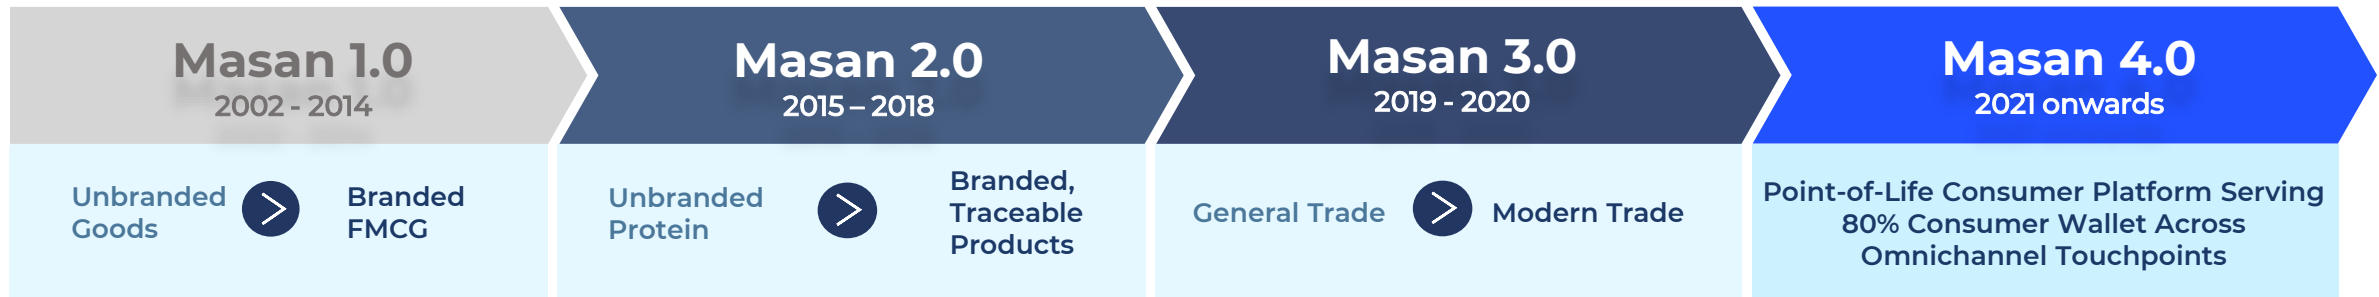 Masan 1.0
2002 - 2014
Unbranded
Goods
Branded
FMCG
Masan 2.0
2015 – 2018
Unbranded
Protein
Branded,
Traceable
Products
Masan 3.0
2019 - 2020
General Trade
Modern Trade
Masan 4.0
2021 onwards
Point-of-Life Consumer Platform Serving
80% Consumer Wallet Across
Omnichannel Touchpoints